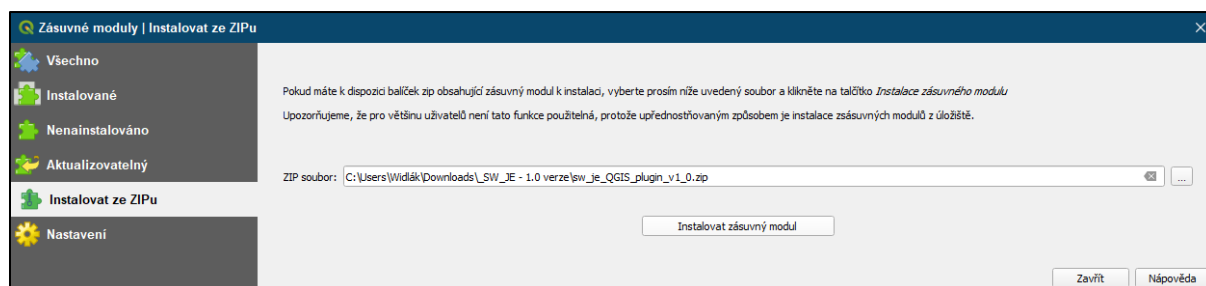 Zásuvné moduly | Instalovat ze ZIPu
Všechno
Instalované
Nenainstalováno
Aktualizovatelný
Instalovat ze ZIPu
Nastavení
Pokud máte k dispozici balíček zip obsahující zásuvný modul k instalaci, vyberte prosím níže uvedený soubor a klikněte na talčítko Instalace zásuvného modulu
Upozorňujeme, že pro většinu uživatelů není tato funkce použitelná, protože upřednostňovaným způsobem je instalace zsásuvných modulů z úložiště.
ZIP soubor: C:\Users\Widlák\Downloads\_SW_JE - 1.0 verze\sw_je_QGIS_plugin_v1_0.zip ...
Instalovat zásuvný modul
Zavřít Nápověda